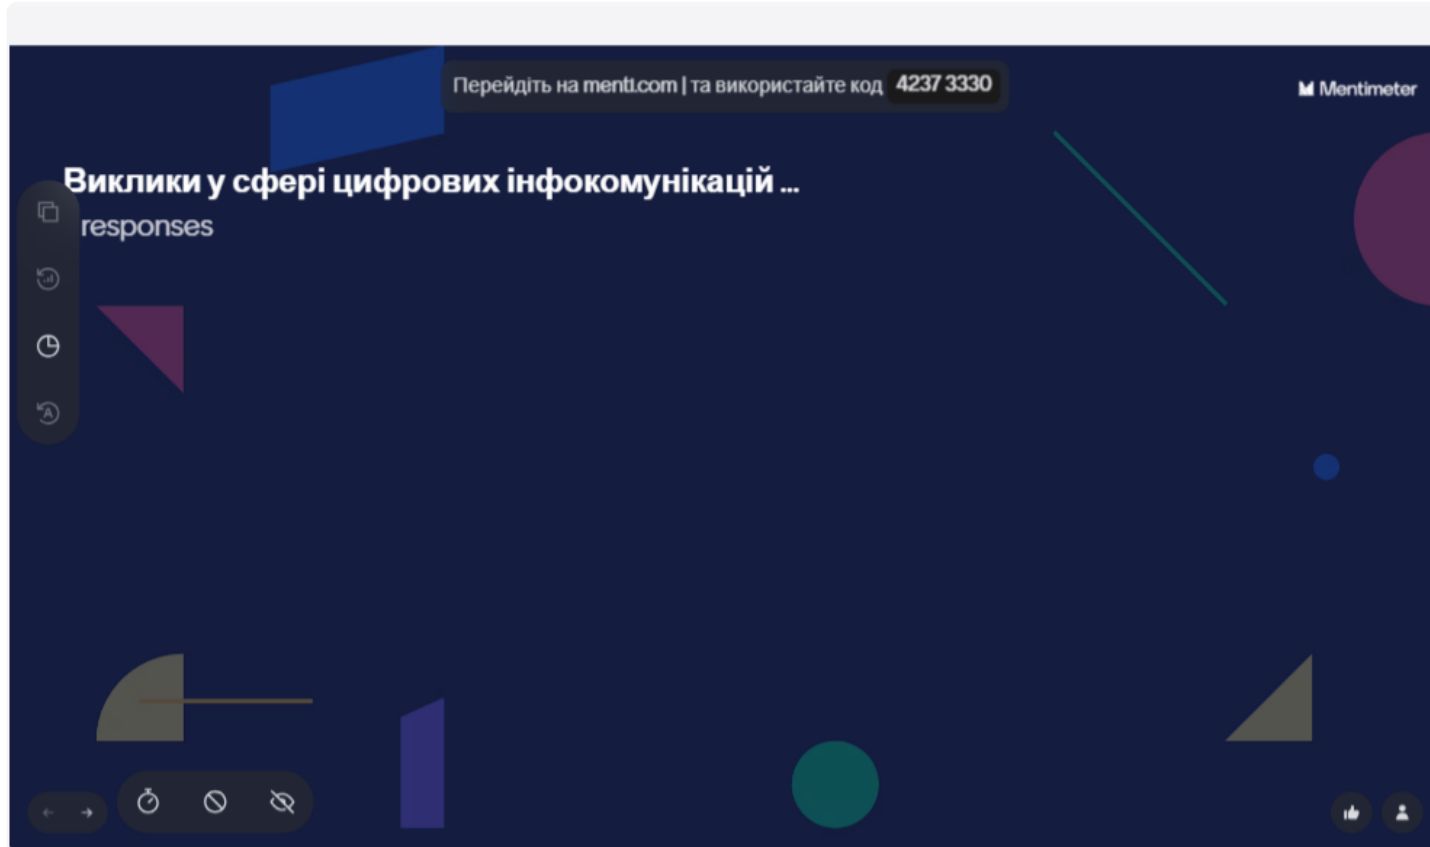 Перейдіть на menti.com | та використайте код 4237 3330
Mentimeter
Виклики у сфері цифрових інфокомунікацій ...
responses